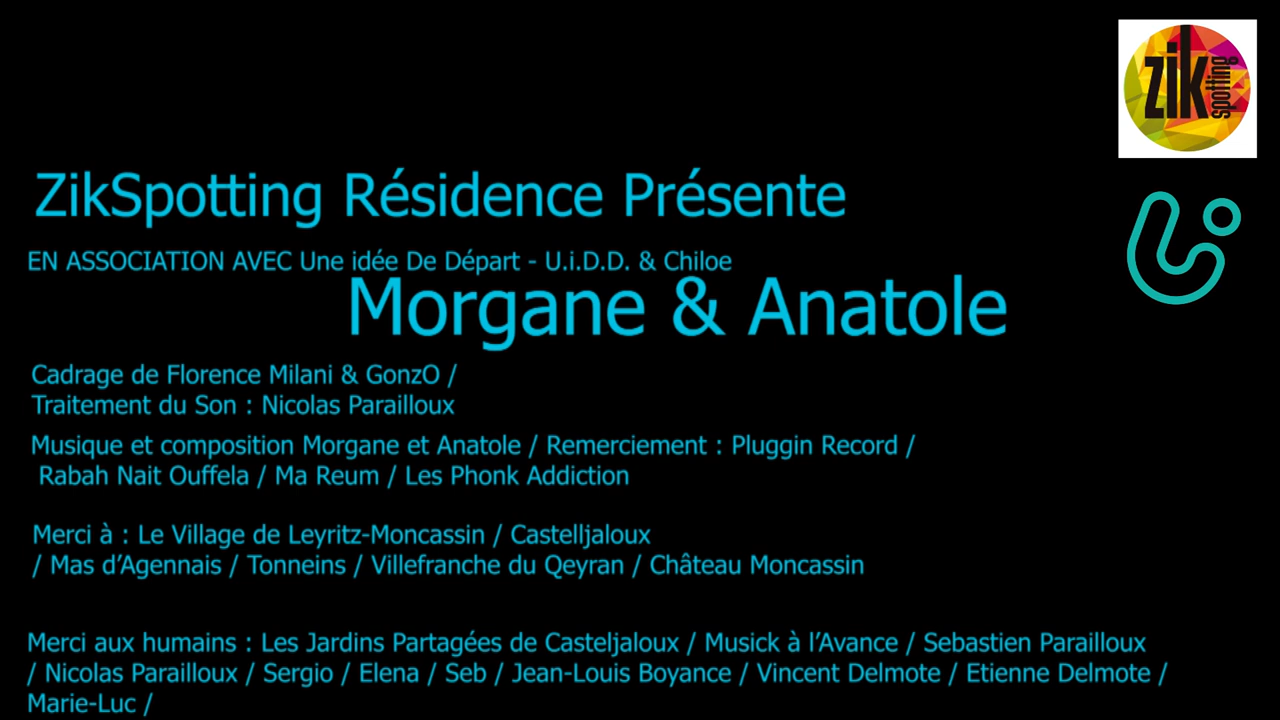 zik
spotting
ZikSpotting Résidence Présente
EN ASSOCIATION AVEC Une idée De Départ - U.i.D.D. & Chiloe
Morgane & Anatole
Cadrage de Florence Milani & GonzO /
Traitement du Son : Nicolas Parailloux
Musique et composition Morgane et Anatole / Remerciement : Pluggin Record /
Rabah Nait Ouffela / Ma Reum / Les Phonk Addiction
Merci à : Le Village de Leyritz-Moncassin / Castelljaloux
/ Mas d’Agennais / Tonneins / Villefranche du Qeyran / Château Moncassin
Merci aux humains : Les Jardins Partagées de Casteljaloux / Musick à l’Avance / Sebastien Parailloux
/ Nicolas Parailloux / Sergio / Elena / Seb / Jean-Louis Boyance / Vincent Delmote / Etienne Delmote /
Marie-Luc /